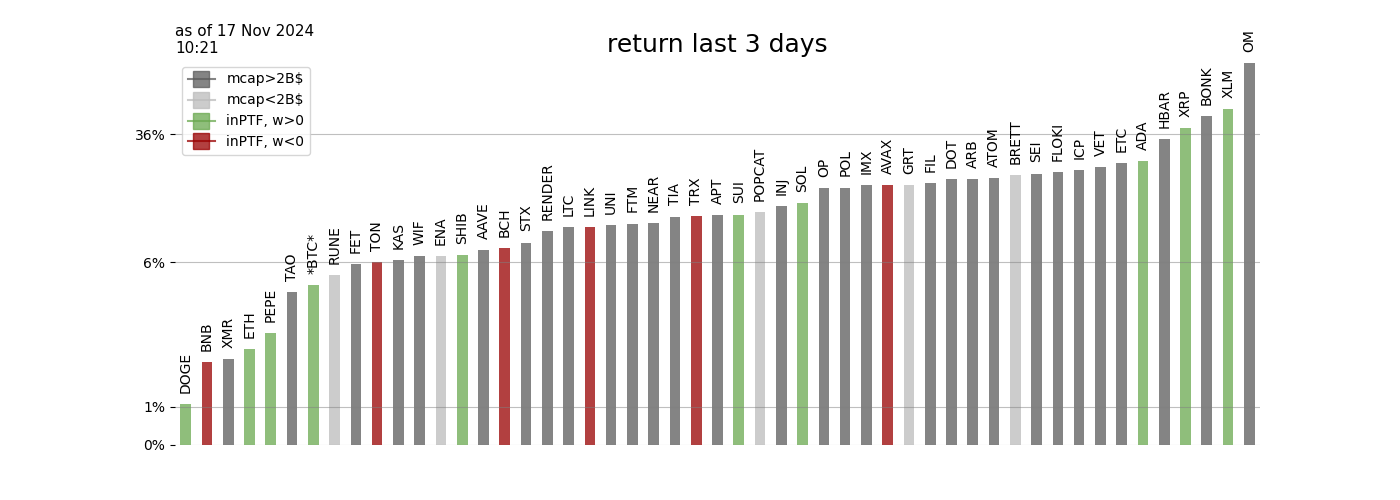 as of 17 Nov 2024
10:21
return last 3 days
mcap>2B$
mcap<2B$
inPTF, w>0
inPTF, w<0
36%
6%
1%
0%
DOGE
BNB
XMR
ETH
PEPE
TAO
*BTC*
RUNE
FET
TON
KAS
WIF
ENA
SHIB
AAVE
BCH
STX
RENDER
LTC
LINK
UNI
FTM
NEAR
TIA
TRX
APT
SUI
POPCAT
INJ
SOL
OP
POL
IMX
AVAX
GRT
FIL
DOT
ARB
ATOM
BRETT
SEI
FLOKI
ICP
VET
ETC
ADA
HBAR
XRP
BONK
XLM
OM